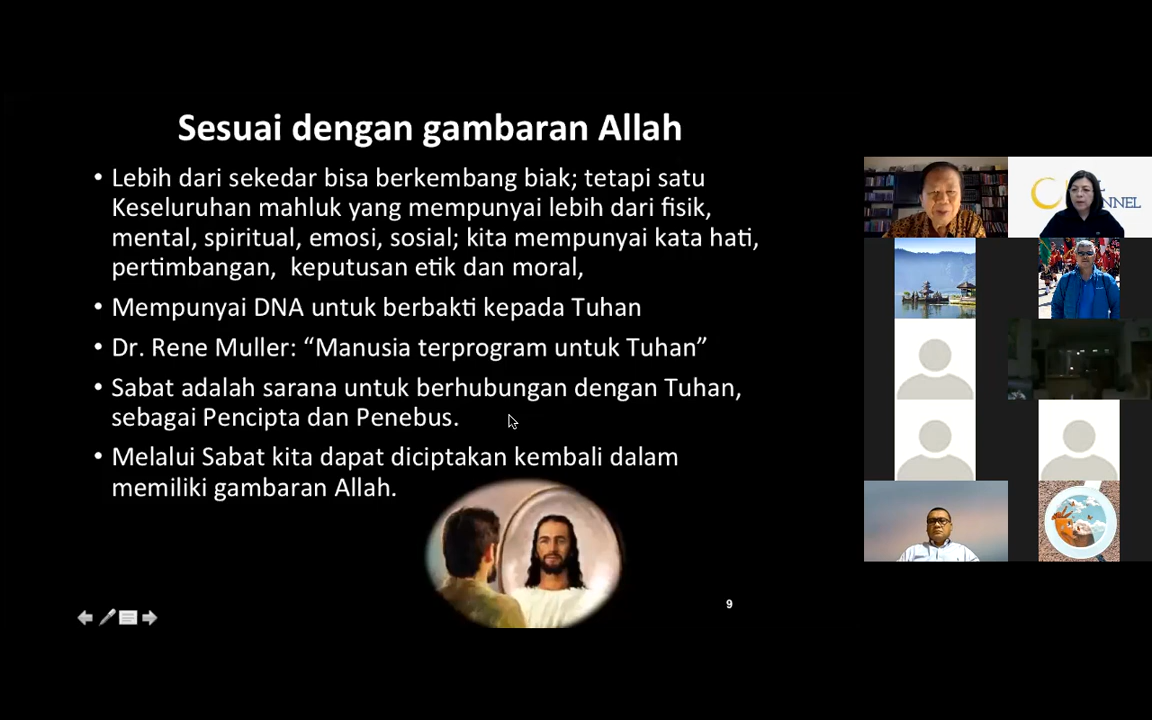 Sesuai dengan gambaran Allah
• Lebih dari sekedar bisa berkembang biak; tetapi satu
Keseluruhan mahluk yang mempunyai lebih dari fisik,
mental, spiritual, emosi, sosial; kita mempunyai kata hati,
pertimbangan, keputusan etik dan moral,
• Mempunyai DNA untuk berbakti kepada Tuhan
• Dr. Rene Muller: “Manusia terprogram untuk Tuhan”
• Sabat adalah sarana untuk berhubungan dengan Tuhan,
sebagai Pencipta dan Penebus.
• Melalui Sabat kita dapat diciptakan kembali dalam
memiliki gambaran Allah.
9